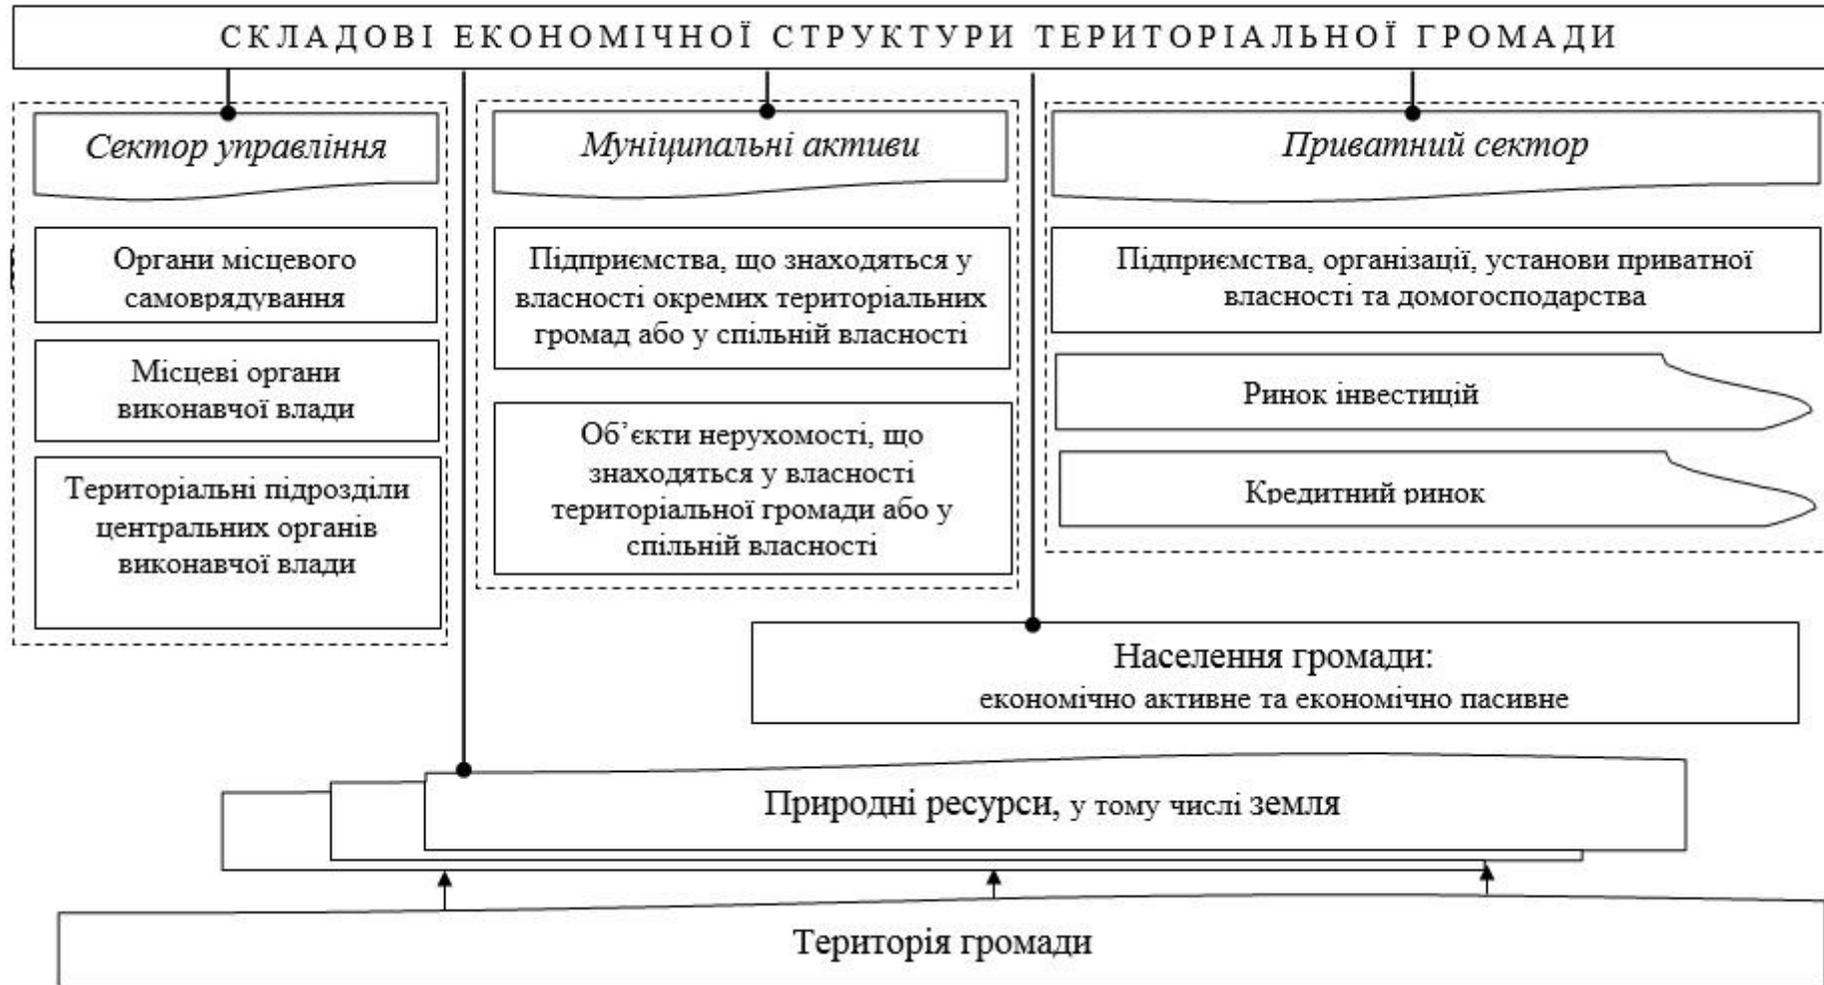 СКЛАДОВІ ЕКОНОМІЧНОЇ СТРУКТУРИ ТЕРИТОРІАЛЬНОЇ ГРОМАДИ
Сектор управління
Органи місцевого
самоврядування
Місцеві органи
виконавчої влади
Територіальні підрозділи
центральних органів
виконавчої влади
Муніципальні активи
Підприємства, що знаходяться у
власності окремих територіальних
громад або у спільній власності
Об’єкти нерухомості, що
знаходяться у власності
територіальної громади або у
спільній власності
Приватний сектор
Підприємства, організації, установи приватної
власності та домогосподарства
Ринок інвестицій
Кредитний ринок
Населення громади:
економічно активне та економічно пасивне
Природні ресурси, у тому числі земля
Територія громади